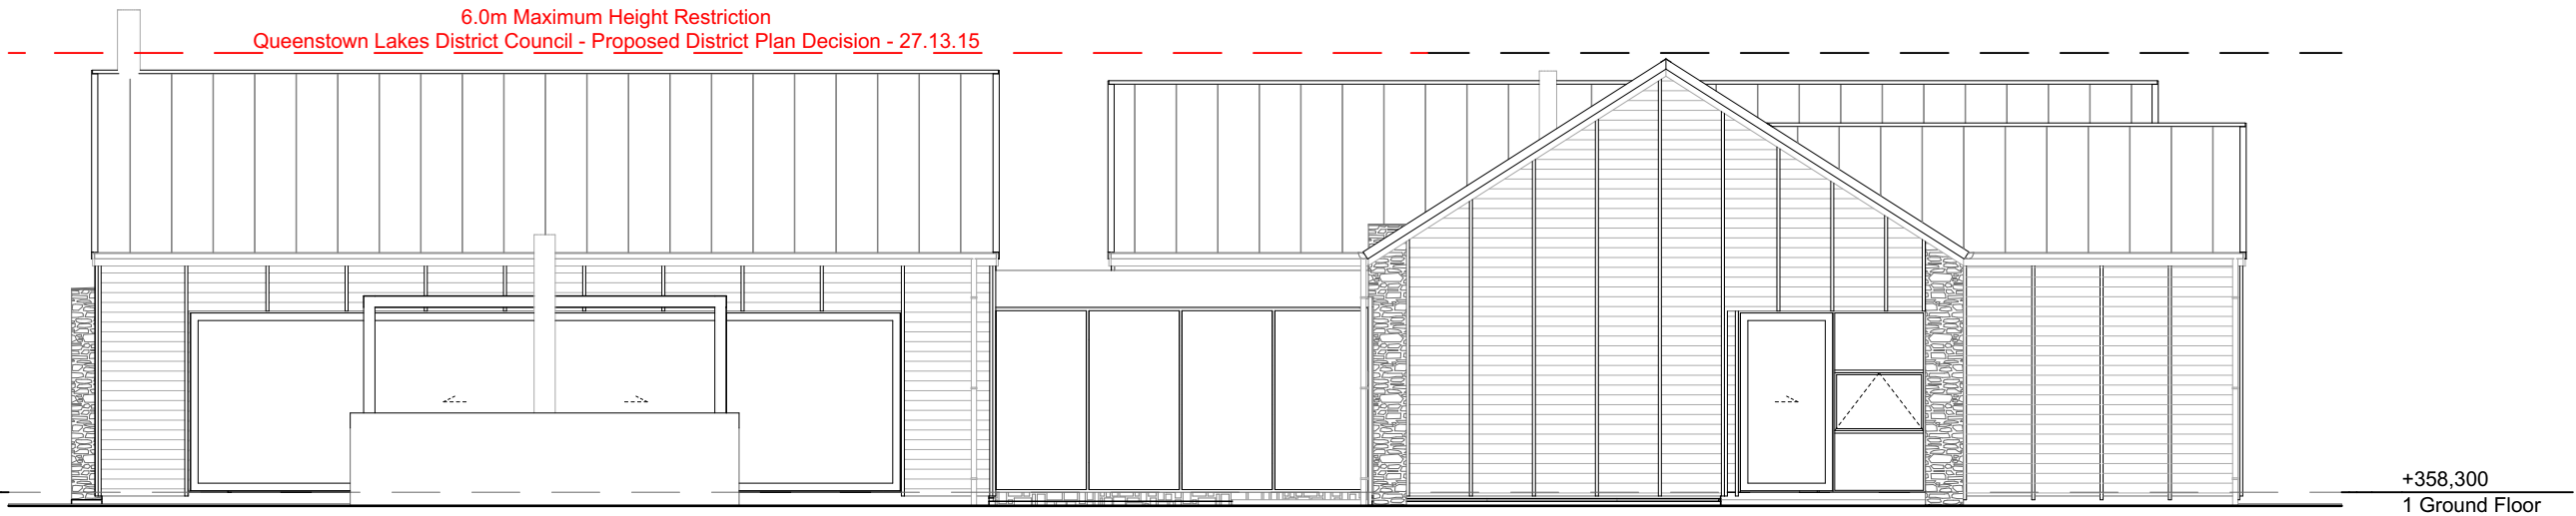 6.0m Maximum Height Restriction
Queenstown Lakes District Council - Proposed District Plan Decision - 27.13.15
+358,300
1 Ground Floor